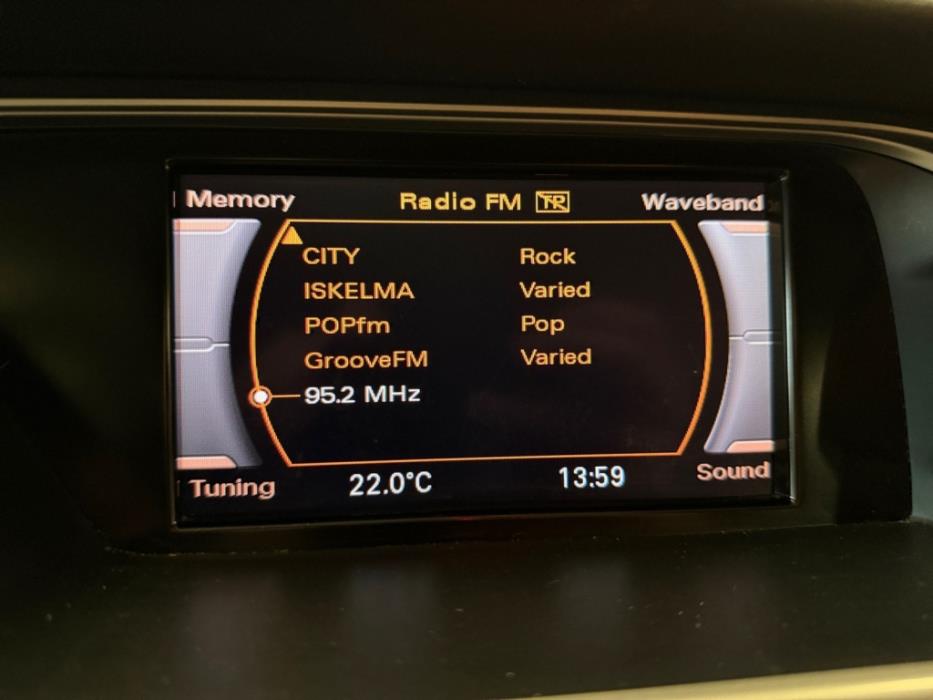 Memory Radio FM TP Waveband
CITY Rock
ISKELMA Varied
POPfm Pop
GrooveFM Varied
95.2 MHz
Tuning 22.0°C 13:59 Sound